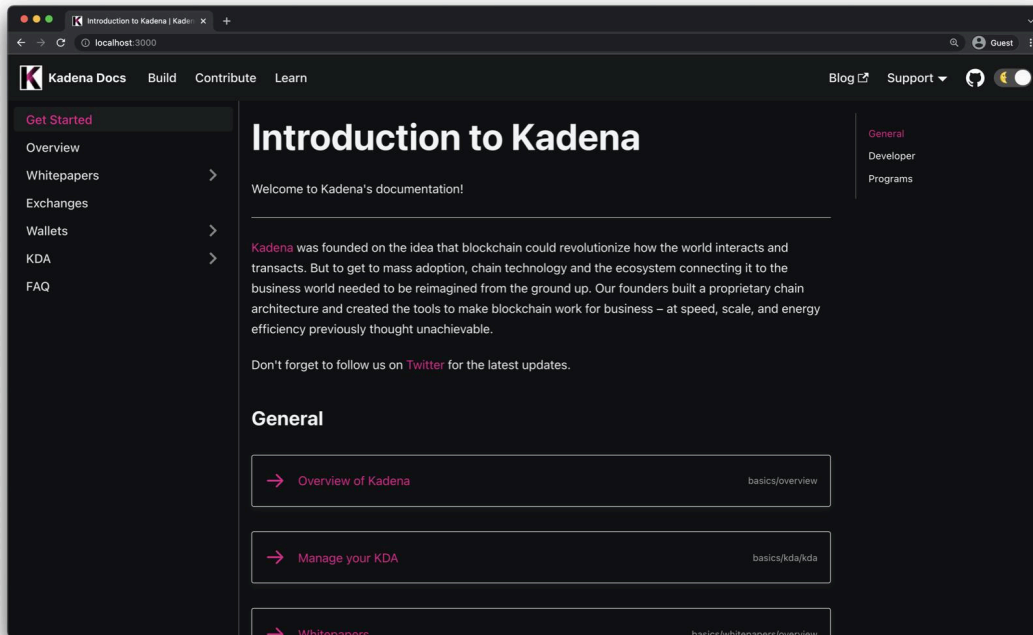 Introduction to Kadena | Kaden
localhost:3000
Guest
Kadena Docs
Build
Contribute
Learn
Blog
Support
Get Started
Overview
Whitepapers
Exchanges
Wallets
KDA
FAQ
Introduction to Kadena
Welcome to Kadena's documentation!
Kadena was founded on the idea that blockchain could revolutionize how the world interacts and
transacts. But to get to mass adoption, chain technology and the ecosystem connecting it to the
business world needed to be reimagined from the ground up. Our founders built a proprietary chain
architecture and created the tools to make blockchain work for business – at speed, scale, and energy
efficiency previously thought unachievable.
Don't forget to follow us on Twitter for the latest updates.
General
Overview of Kadena
basics/overview
Manage your KDA
basics/kda/kda
Whitepapers
basics/whitepapers/overview
General
Developer
Programs